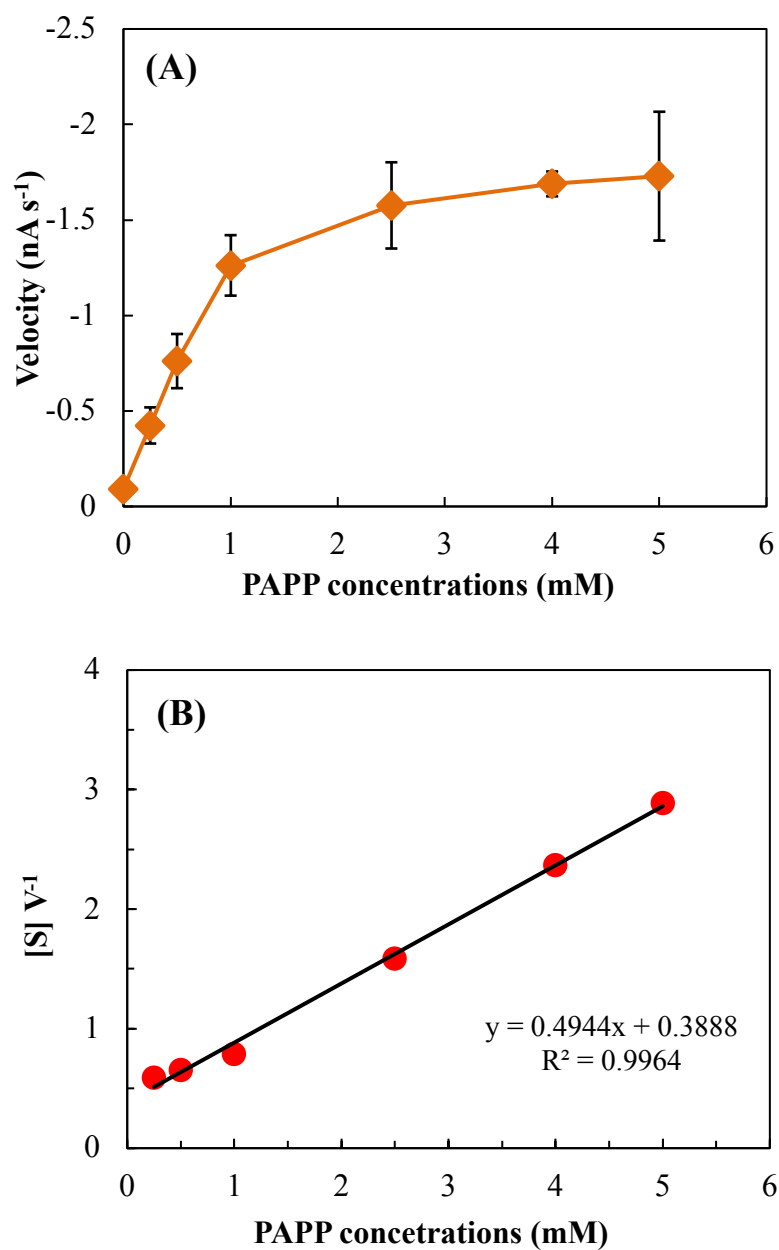 (A)
Velocity (nA s⁻¹)
-2.5
-2
-1.5
-1
-0.5
0
0 1 2 3 4 5 6
PAPP concentrations (mM)
(B)
[S] V⁻¹
4
3
2
1
0
y = 0.4944x + 0.3888
R² = 0.9964
0 1 2 3 4 5 6
PAPP concetrations (mM)